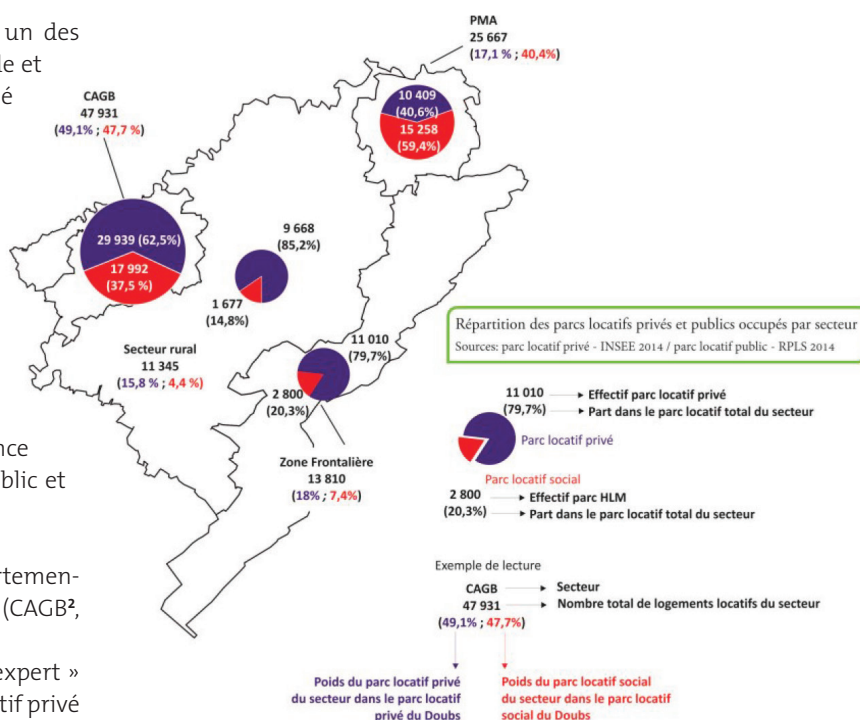 un des
le et
é
nce
blic et
rtemen-
(CAGB²,
expert »
tif privé
PMA
25 667
(17,1 % ; 40,4%)
10 409
(40,6%)
15 258
(59,4%)
CAGB
47 931
(49,1% ; 47,7 %)
29 939 (62,5%)
17 992
(37,5 %)
9 668
(85,2%)
1 677
(14,8%)
Secteur rural
11 345
(15,8 % ; 4,4 %)
11 010
(79,7%)
2 800
(20,3%)
Zone Frontalière
13 810
(18% ; 7,4%)
Répartition des parcs locatifs privés et publics occupés par secteur
Sources: parc locatif privé - INSEE 2014 / parc locatif public - RPLS 2014
11 010 Effectif parc locatif privé
(79,7%) Part dans le parc locatif total du secteur
Parc locatif privé
Parc locatif social
2 800 Effectif parc HLM
(20,3%) Part dans le parc locatif total du secteur
Exemple de lecture
CAGB Secteur
47 931 Nombre total de logements locatifs du secteur
(49,1% ; 47,7%)
Poids du parc locatif privé
du secteur dans le parc locatif
privé du Doubs
Poids du parc locatif social
du secteur dans le parc locatif
social du Doubs